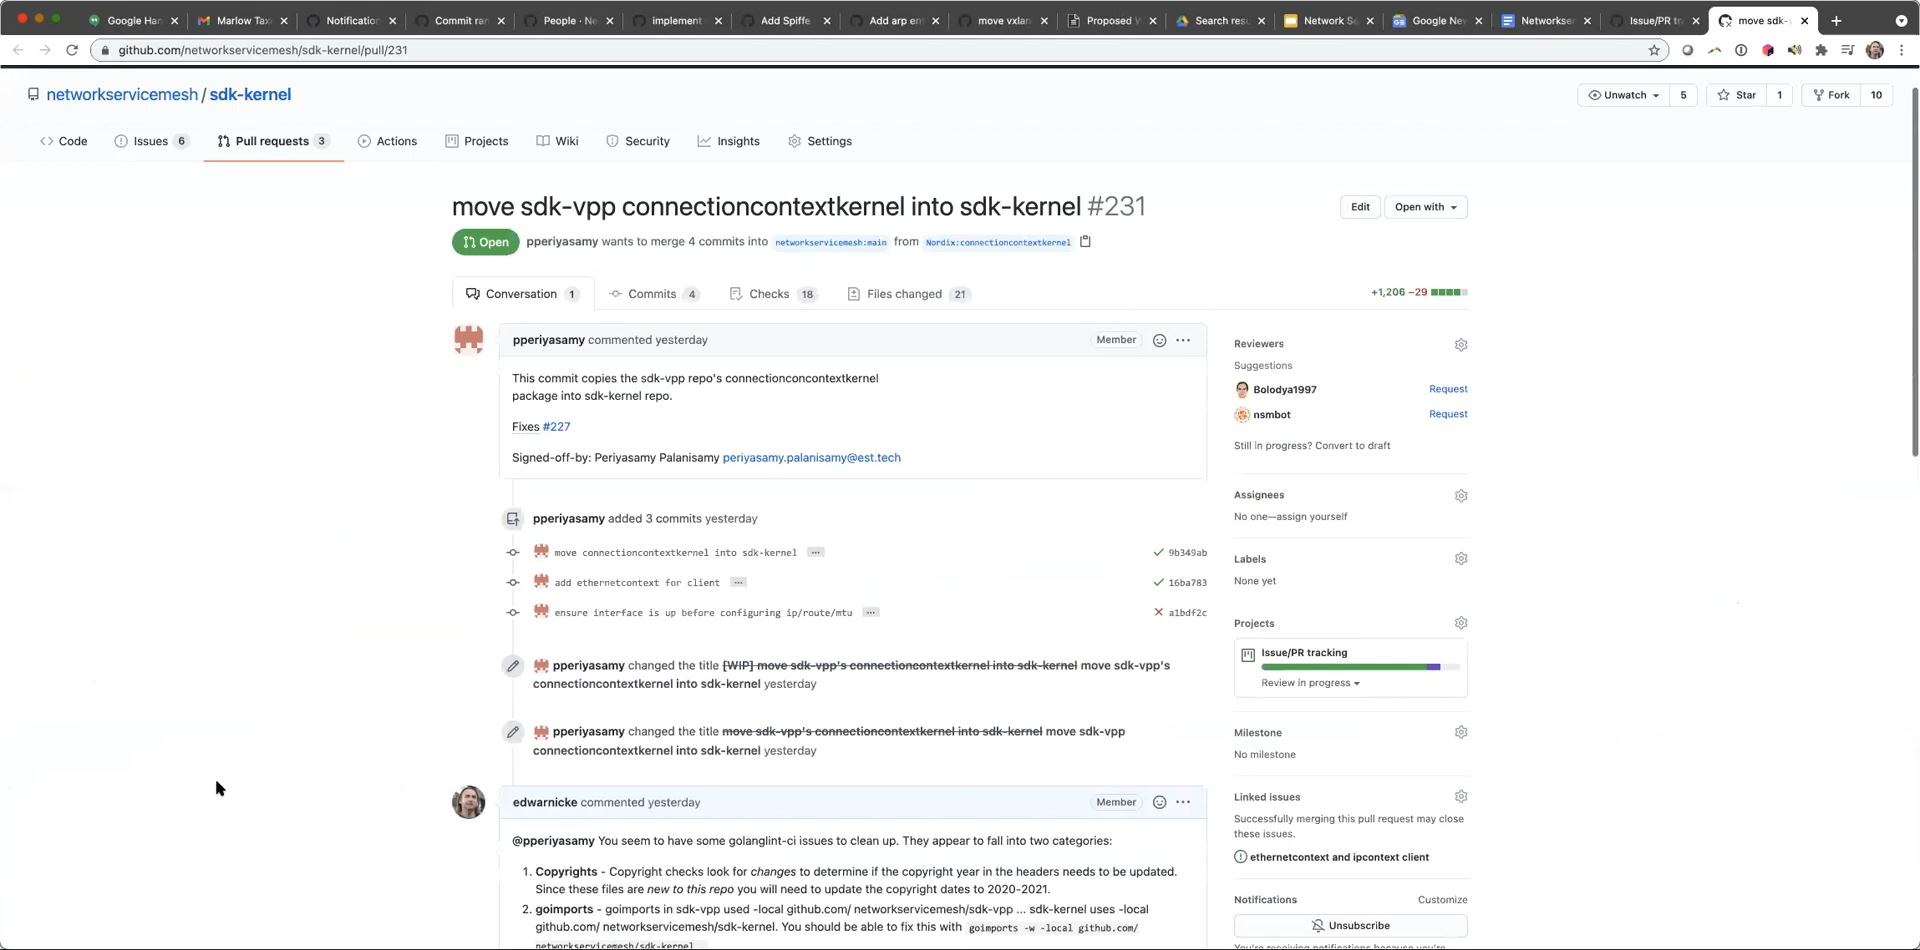 Google Han
Marlow Tax
Notification
Commit ran
People · Ne
implement
Add Spiffe
Add arp en
move vxlan
Proposed
Search resu
Network Se
Google New
Networkser
Issue/PR tr
move sdk-
github.com/networkservicemesh/sdk-kernel/pull/231
networkservicemesh / sdk-kernel
Unwatch 5
Star 1
Fork 10
Code
Issues 6
Pull requests 3
Actions
Projects
Wiki
Security
Insights
Settings
move sdk-vpp connectioncontextkernel into sdk-kernel #231
Edit
Open with
Open
pperiyasamy wants to merge 4 commits into networkservicemesh:main from Nordix:connectioncontextkernel
Conversation 1
Commits 4
Checks 18
Files changed 21
+1,206 −29
pperiyasamy commented yesterday
Member
This commit copies the sdk-vpp repo's connectionconcontextkernel
package into sdk-kernel repo.
Fixes #227
Signed-off-by: Periyasamy Palanisamy periyasamy.palanisamy@est.tech
pperiyasamy added 3 commits yesterday
move connectioncontextkernel into sdk-kernel ... 9b349ab
add ethernetcontext for client ... 16ba783
ensure interface is up before configuring ip/route/mtu ... a1bdf2c
pperiyasamy changed the title [WIP] move sdk-vpp's connectioncontextkernel into sdk-kernel move sdk-vpp's
connectioncontextkernel into sdk-kernel yesterday
pperiyasamy changed the title move sdk-vpp's connectioncontextkernel into sdk-kernel move sdk-vpp
connectioncontextkernel into sdk-kernel yesterday
edwarnicke commented yesterday
Member
@pperiyasamy You seem to have some golanglint-ci issues to clean up. They appear to fall into two categories:
1. Copyrights - Copyright checks look for changes to determine if the copyright year in the headers needs to be updated.
Since these files are new to this repo you will need to update the copyright dates to 2020-2021.
2. goimports - goimports in sdk-vpp used -local github.com/ networkservicemesh/sdk-vpp ... sdk-kernel uses -local
github.com/ networkservicemesh/sdk-kernel. You should be able to fix this with goimports -w -local github.com/
networkservicemesh/sdk-kernel
Reviewers
Suggestions
Bolodya1997 Request
nsmbot Request
Still in progress? Convert to draft
Assignees
No one—assign yourself
Labels
None yet
Projects
Issue/PR tracking
Review in progress
Milestone
No milestone
Linked issues
Successfully merging this pull request may close
these issues.
ethernetcontext and ipcontext client
Notifications Customize
Unsubscribe
You're receiving notifications because you're